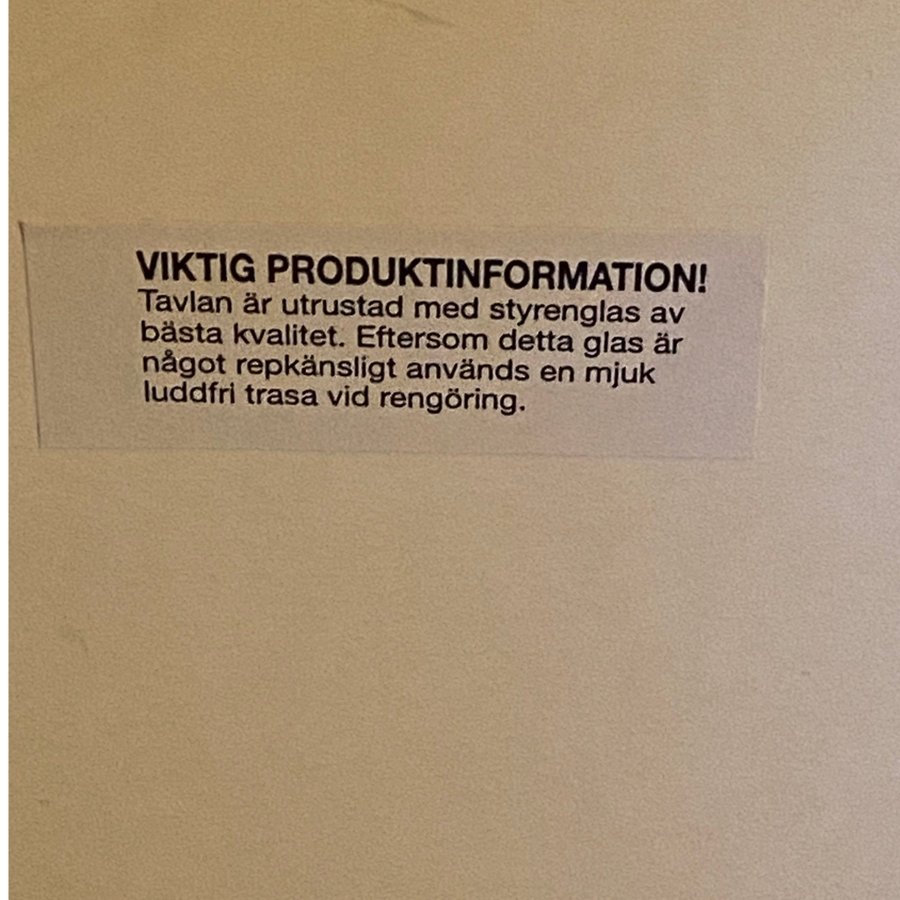 VIKTIG PRODUKTINFORMATION!
Tavlan är utrustad med styrenglas av
bästa kvalitet. Eftersom detta glas är
något repkänsligt används en mjuk
luddfri trasa vid rengöring.